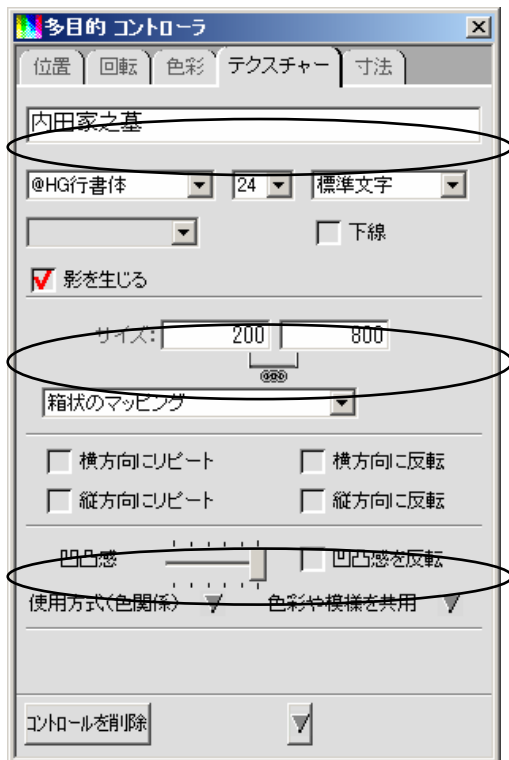 多目的 コントローラ
位置 回転 色彩 テクスチャー 寸法
内田家之墓
@HG行書体 24 標準文字
下線
影を生じる
サイズ: 200 800
箱状のマッピング
横方向にリピート 横方向に反転
縦方向にリピート 縦方向に反転
凹凸感 凹凸感を反転
使用方式(色関係) 色彩や模様を共用
コントロールを削除